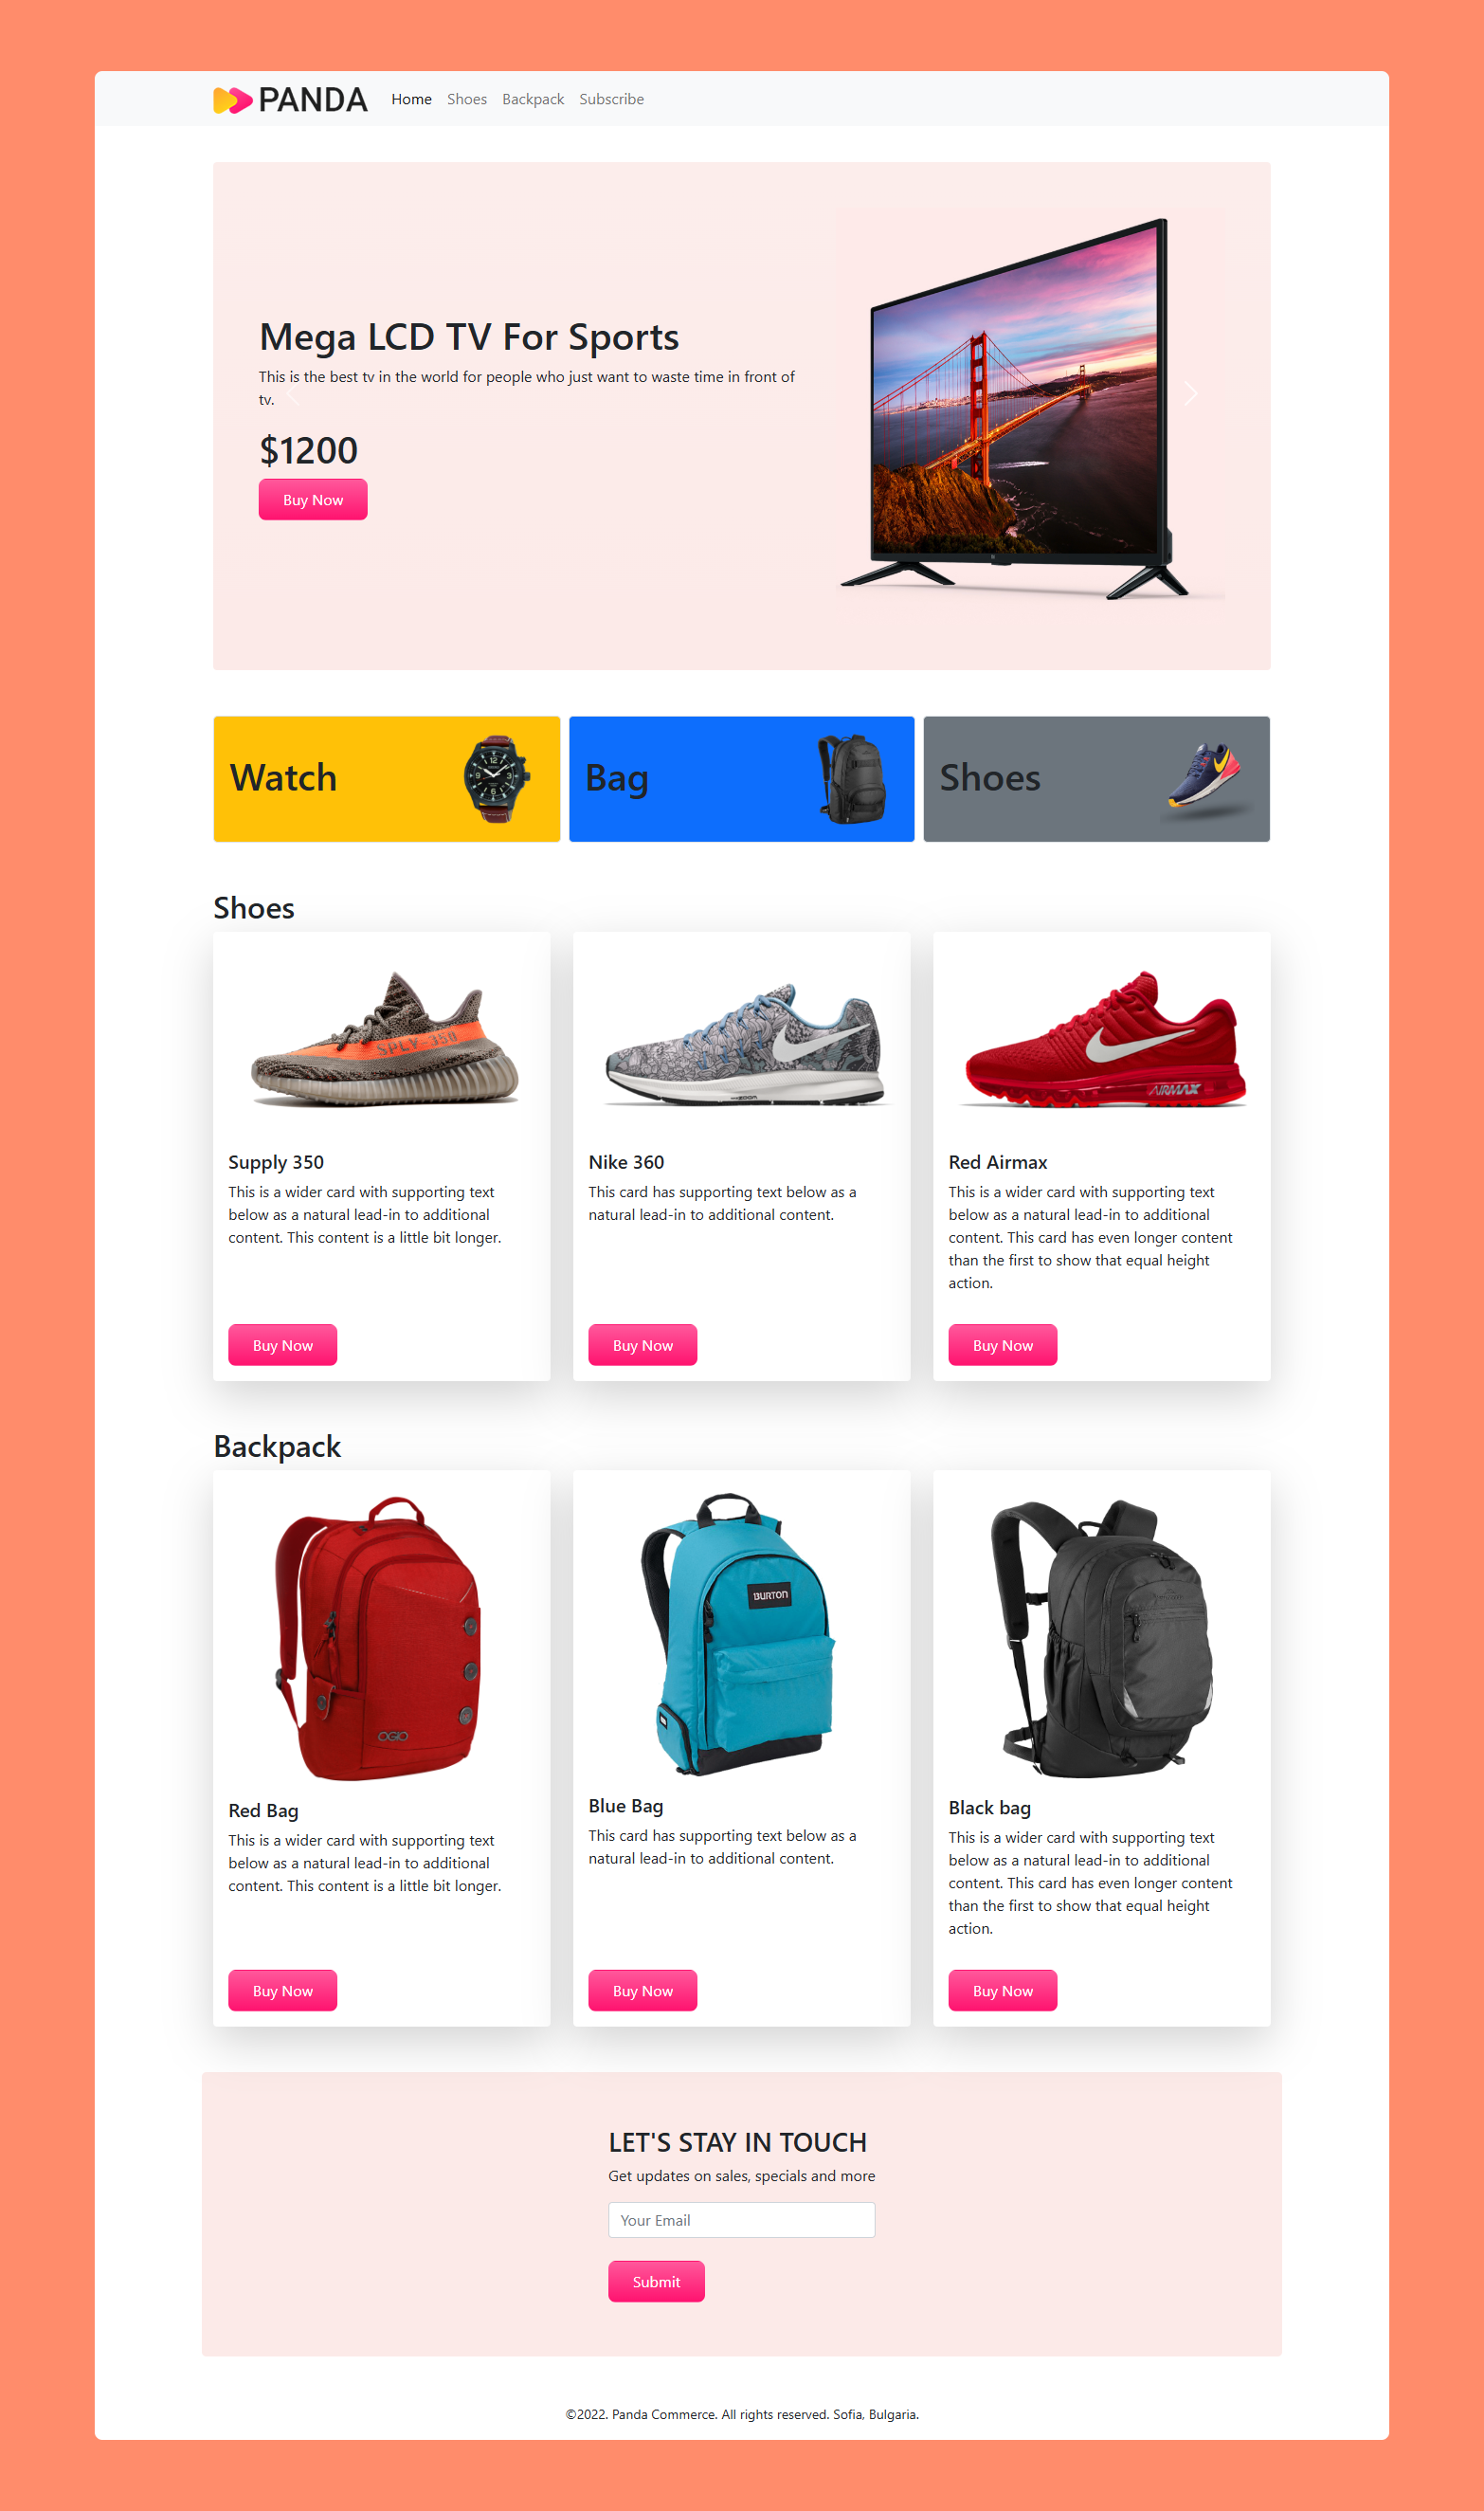 PANDA Home Shoes Backpack Subscribe
Mega LCD TV For Sports
This is the best tv in the world for people who just want to waste time in front of
tv.
$1200
Buy Now
Watch
Bag
Shoes
Shoes
SPLY-350
ZOOM
AIRMAX
Supply 350
This is a wider card with supporting text
below as a natural lead-in to additional
content. This content is a little bit longer.
Buy Now
Nike 360
This card has supporting text below as a
natural lead-in to additional content.
Buy Now
Red Airmax
This is a wider card with supporting text
below as a natural lead-in to additional
content. This card has even longer content
than the first to show that equal height
action.
Buy Now
Backpack
OGIO
Red Bag
This is a wider card with supporting text
below as a natural lead-in to additional
content. This content is a little bit longer.
Buy Now
BURTON
Blue Bag
This card has supporting text below as a
natural lead-in to additional content.
Buy Now
Black bag
This is a wider card with supporting text
below as a natural lead-in to additional
content. This card has even longer content
than the first to show that equal height
action.
Buy Now
LET'S STAY IN TOUCH
Get updates on sales, specials and more
Your Email
Submit
©2022. Panda Commerce. All rights reserved. Sofia, Bulgaria.